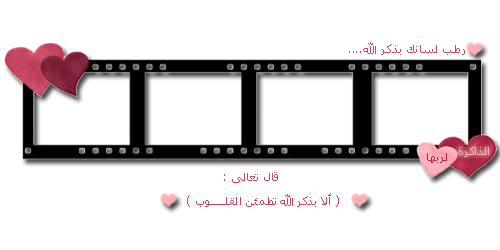 رطب لسانك بذكر الله....
الذاكرة
لربها
قال تعالى :
( ألا بذكر الله تطمئن القلـــوب )